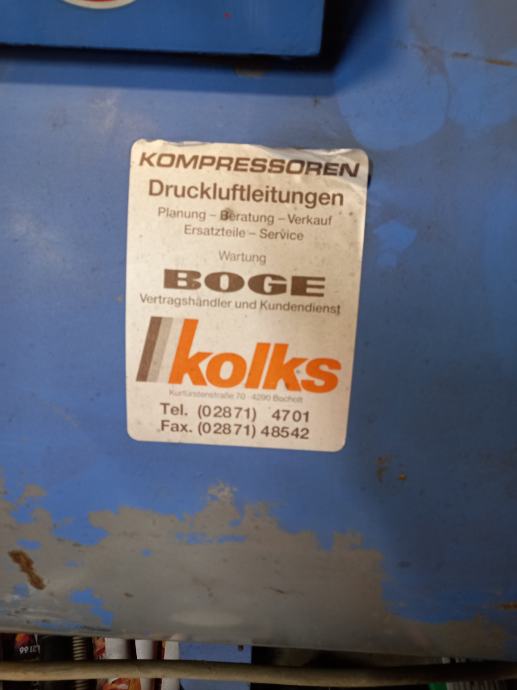 KOMPRESSOREN
Druckluftleitungen
Planung – Beratung – Verkauf
Ersatzteile – Service
Wartung
BOGE
Vertragshändler und Kundendienst
kolks
Kurfürstenstraße 70 · 4290 Bocholt
Tel. (02871) 4701
Fax. (02871) 48542